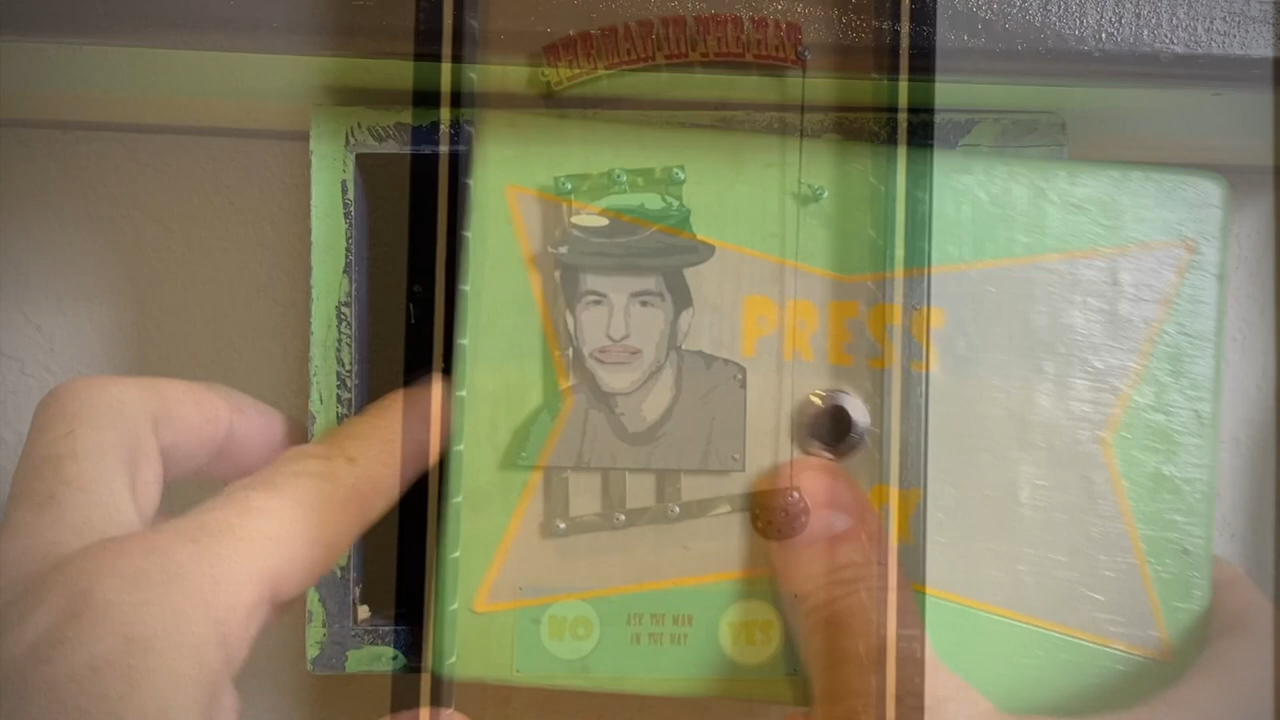 THE MAN IN THE HAT
PRESS
NO
ASK THE MAN
IN THE HAT
YES